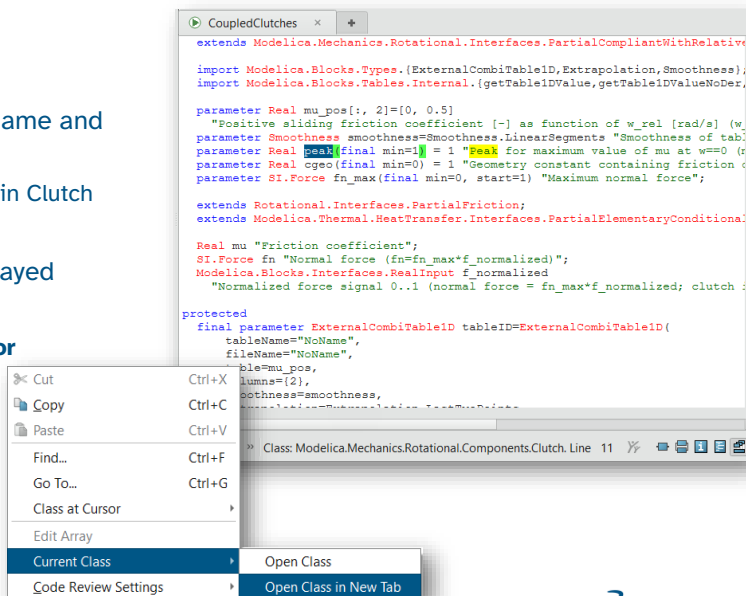 ame and
in Clutch
ayed
or
CoupledClutches × +
extends Modelica.Mechanics.Rotational.Interfaces.PartialCompliantWithRelative
import Modelica.Blocks.Types.{ExternalCombiTable1D,Extrapolation,Smoothness};
import Modelica.Blocks.Tables.Internal.{getTable1DValue,getTable1DValueNoDer,
parameter Real mu_pos[:, 2]=[0, 0.5]
"Positive sliding friction coefficient [-] as function of w_rel [rad/s] (w_
parameter Smoothness smoothness=Smoothness.LinearSegments "Smoothness of tabl
parameter Real peak(final min=1) = 1 "Peak for maximum value of mu at w==0 (m
parameter Real cgeo(final min=0) = 1 "Geometry constant containing friction d
parameter SI.Force fn_max(final min=0, start=1) "Maximum normal force";
extends Rotational.Interfaces.PartialFriction;
extends Modelica.Thermal.HeatTransfer.Interfaces.PartialElementaryConditional
Real mu "Friction coefficient";
SI.Force fn "Normal force (fn=fn_max*f_normalized)";
Modelica.Blocks.Interfaces.RealInput f_normalized
"Normalized force signal 0..1 (normal force = fn_max*f_normalized; clutch i
protected
final parameter ExternalCombiTable1D tableID=ExternalCombiTable1D(
tableName="NoName",
fileName="NoName",
ble=mu_pos,
lumns={2},
oothness=smoothness,
» Class: Modelica.Mechanics.Rotational.Components.Clutch. Line 11
Cut Ctrl+X
Copy Ctrl+C
Paste Ctrl+V
Find... Ctrl+F
Go To... Ctrl+G
Class at Cursor
Edit Array
Current Class
Code Review Settings
Open Class
Open Class in New Tab